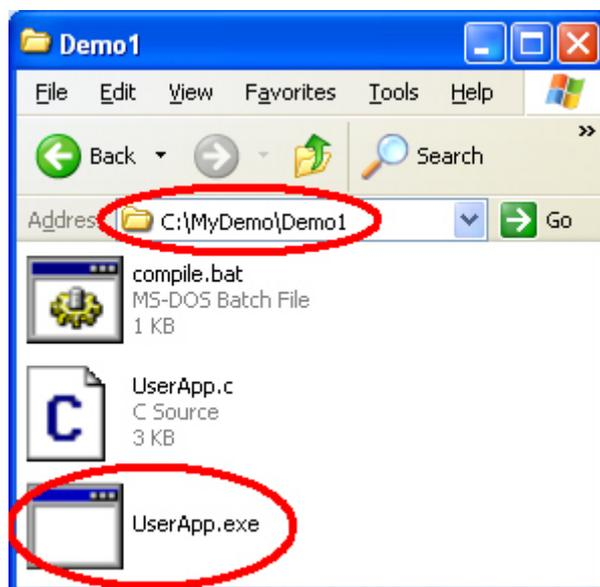 Demo1
File Edit View Favorites Tools Help
Back Search »
Address C:\MyDemo\Demo1 Go
compile.bat
MS-DOS Batch File
1 KB
C
UserApp.c
C Source
3 KB
UserApp.exe